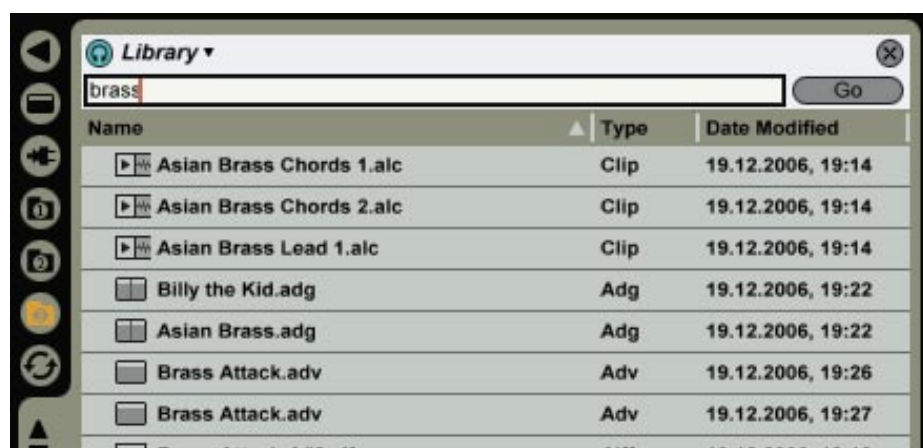 Library
brass
Go
Name Type Date Modified
Asian Brass Chords 1.alc Clip 19.12.2006, 19:14
Asian Brass Chords 2.alc Clip 19.12.2006, 19:14
Asian Brass Lead 1.alc Clip 19.12.2006, 19:14
Billy the Kid.adg Adg 19.12.2006, 19:22
Asian Brass.adg Adg 19.12.2006, 19:22
Brass Attack.adv Adv 19.12.2006, 19:26
Brass Attack.adv Adv 19.12.2006, 19:27
1
2
3